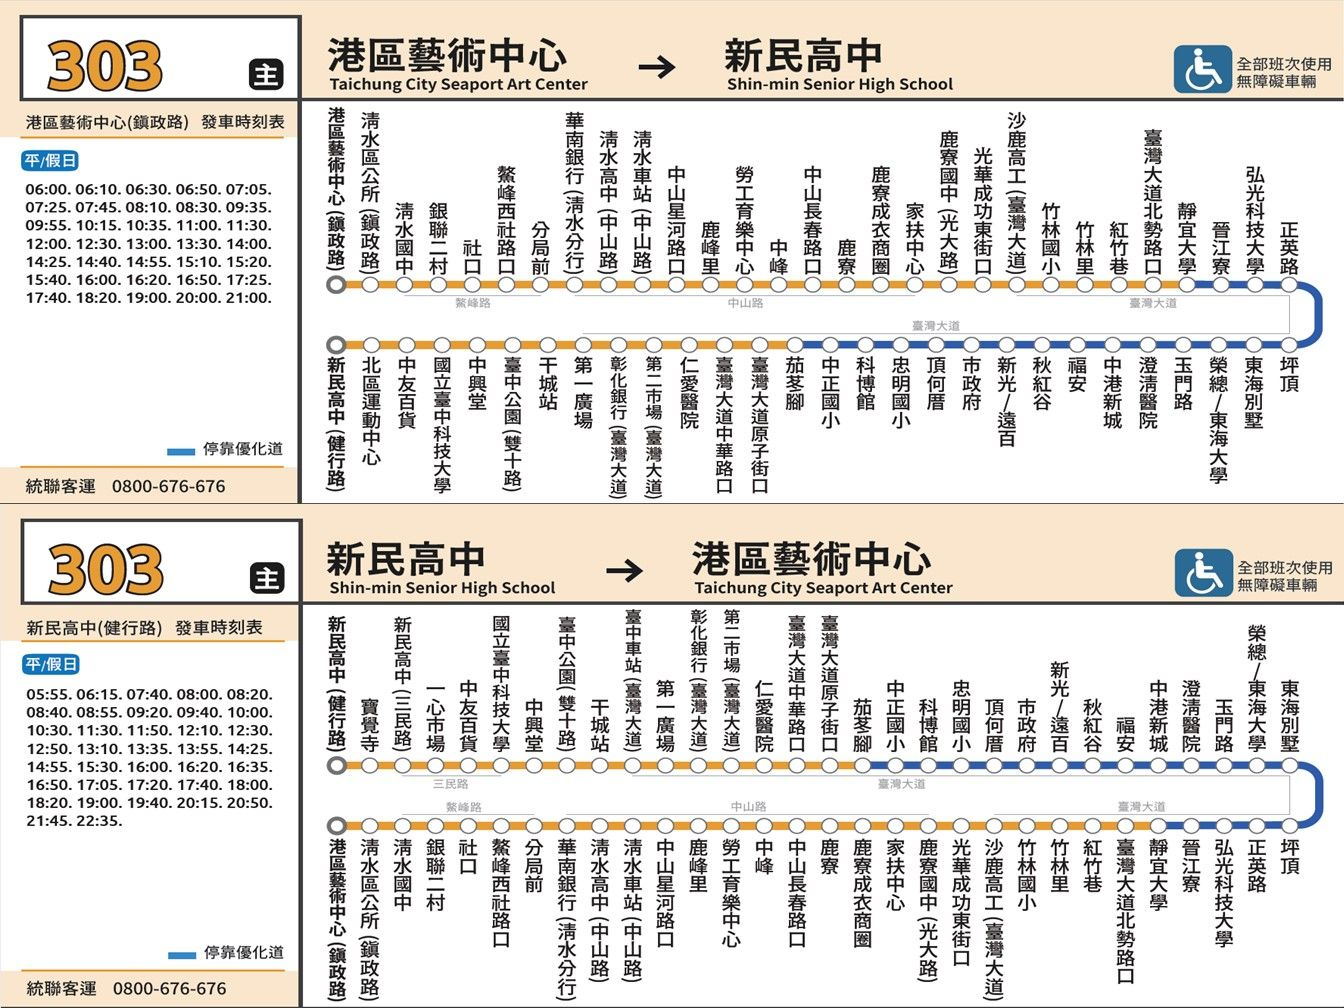 303 主
港區藝術中心 → 新民高中
Taichung City Seaport Art Center Shin-min Senior High School
全部班次使用
無障礙車輛
港區藝術中心(鎮政路) 發車時刻表
平/假日
06:00. 06:10. 06:30. 06:50. 07:05.
07:25. 07:45. 08:10. 08:30. 09:35.
09:55. 10:15. 10:35. 11:00. 11:30.
12:00. 12:30. 13:00. 13:30. 14:00.
14:25. 14:40. 14:55. 15:10. 15:20.
15:40. 16:00. 16:20. 16:50. 17:25.
17:40. 18:20. 19:00. 20:00. 21:00.
停靠優化道
統聯客運 0800-676-676
港區藝術中心(鎮政路)
清水區公所(鎮政路)
清水國中
銀聯二村
社口
鰲峰西社路口
分局前
華南銀行(清水分行)
清水高中(中山路)
清水車站(中山路)
中山星河路口
鹿峰里
勞工育樂中心
中峰
中山長春路口
鹿寮
鹿寮成衣商圈
家扶中心
鹿寮國中(光大路)
光華成功東街口
沙鹿高工(臺灣大道)
竹林國小
竹林里
紅竹巷
臺灣大道北勢路口
靜宜大學
晉江寮
弘光科技大學
正英路
鰲峰路
中山路
臺灣大道
臺灣大道
新民高中(健行路)
北區運動中心
中友百貨
國立臺中科技大學
中興堂
臺中公園(雙十路)
干城站
第一廣場
彰化銀行(臺灣大道)
第二市場(臺灣大道)
仁愛醫院
臺灣大道中華路口
臺灣大道原子街口
茄苳腳
中正國小
科博館
忠明國小
頂何厝
市政府
新光/遠百
秋紅谷
福安
中港新城
澄清醫院
玉門路
榮總/東海大學
東海別墅
坪頂
303 主
新民高中 → 港區藝術中心
Shin-min Senior High School Taichung City Seaport Art Center
全部班次使用
無障礙車輛
新民高中(健行路) 發車時刻表
平/假日
05:55. 06:15. 07:40. 08:00. 08:20.
08:40. 08:55. 09:20. 09:40. 10:00.
10:30. 11:30. 11:50. 12:10. 12:30.
12:50. 13:10. 13:35. 13:55. 14:25.
14:55. 15:30. 16:00. 16:20. 16:35.
16:50. 17:05. 17:20. 17:40. 18:00.
18:20. 19:00. 19:40. 20:15. 20:50.
21:45. 22:35.
停靠優化道
統聯客運 0800-676-676
新民高中(健行路)
寶覺寺
新民高中(三民路)
一心市場
中友百貨
國立臺中科技大學
中興堂
臺中公園(雙十路)
干城站
臺中車站(臺灣大道)
第一廣場
彰化銀行(臺灣大道)
第二市場(臺灣大道)
仁愛醫院
臺灣大道中華路口
臺灣大道原子街口
茄苳腳
中正國小
科博館
忠明國小
頂何厝
市政府
新光/遠百
秋紅谷
福安
中港新城
澄清醫院
玉門路
榮總/東海大學
東海別墅
三民路
臺灣大道
鰲峰路
中山路
臺灣大道
港區藝術中心(鎮政路)
清水區公所(鎮政路)
清水國中
銀聯二村
社口
鰲峰西社路口
分局前
華南銀行(清水分行)
清水高中(中山路)
清水車站(中山路)
中山星河路口
鹿峰里
勞工育樂中心
中峰
中山長春路口
鹿寮
鹿寮成衣商圈
家扶中心
鹿寮國中(光大路)
光華成功東街口
沙鹿高工(臺灣大道)
竹林國小
竹林里
紅竹巷
臺灣大道北勢路口
靜宜大學
晉江寮
弘光科技大學
正英路
坪頂